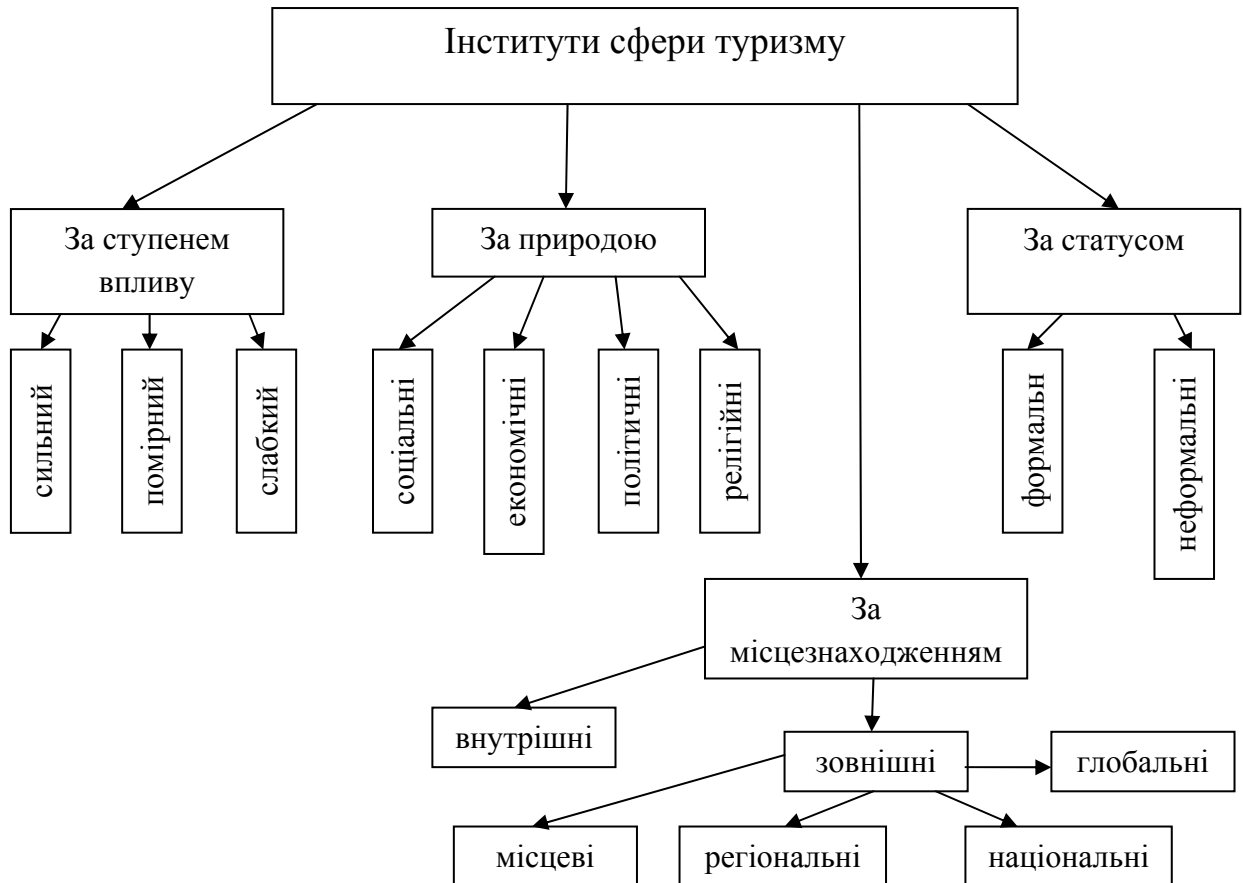 Інститути сфери туризму
За ступенем
впливу
За природою
За статусом
сильний
помірний
слабкий
соціальні
економічні
політичні
релігійні
формальн
неформальні
За
місцезнаходженням
внутрішні
зовнішні
глобальні
місцеві
регіональні
національні